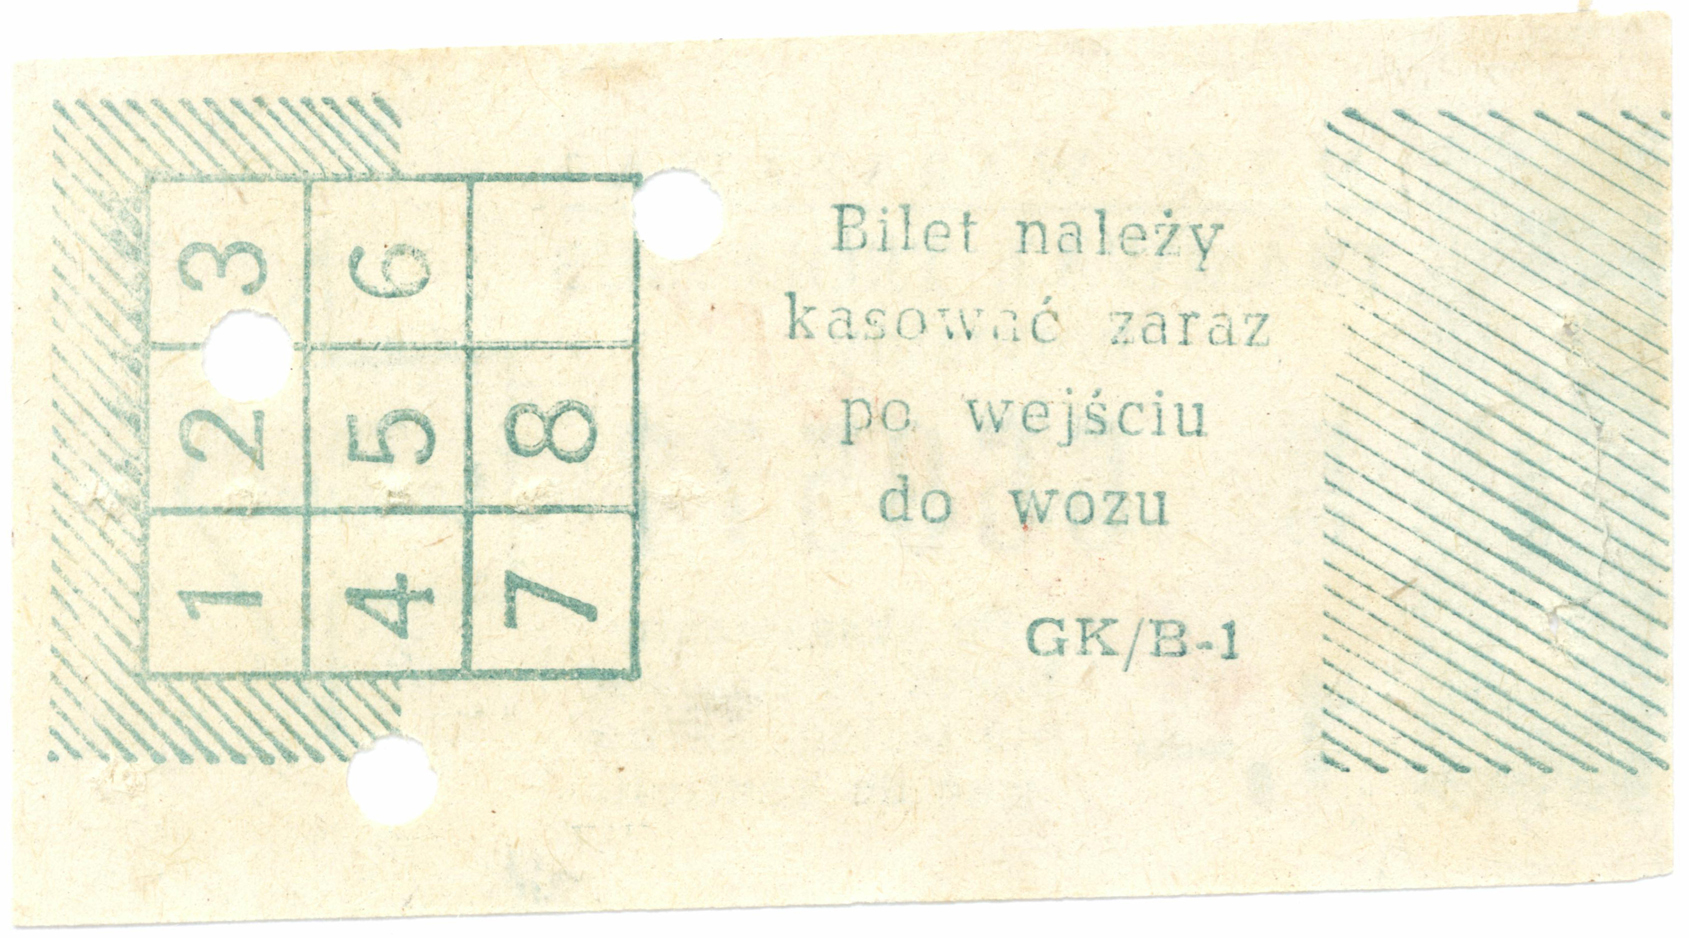 3 6
2 5 8
1 4 7
Bilet należy
kasować zaraz
po wejściu
do wozu
GK/B-1